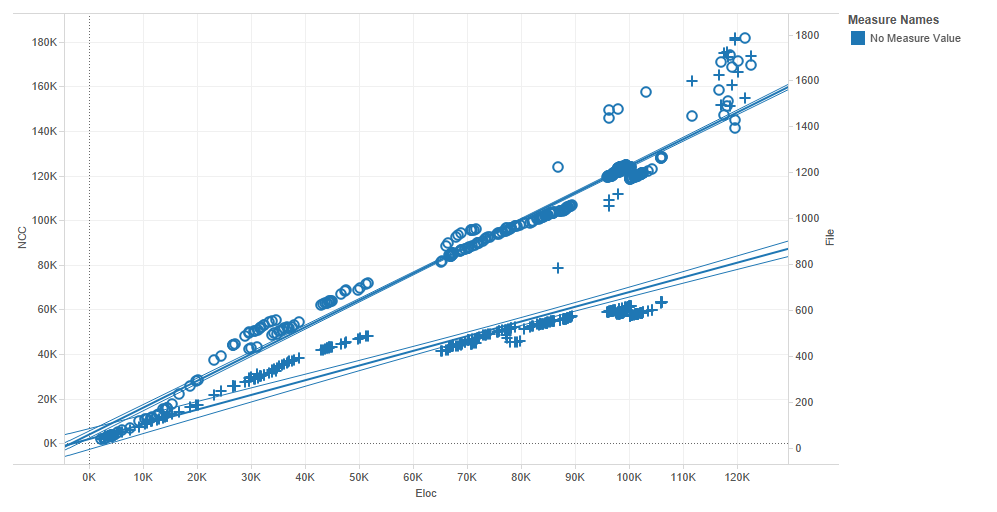 Measure Names
No Measure Value
180K
160K
140K
120K
100K
80K
60K
40K
20K
0K
NCC
1800
1600
1400
1200
1000
800
600
400
200
0
File
0K 10K 20K 30K 40K 50K 60K 70K 80K 90K 100K 110K 120K
Eloc